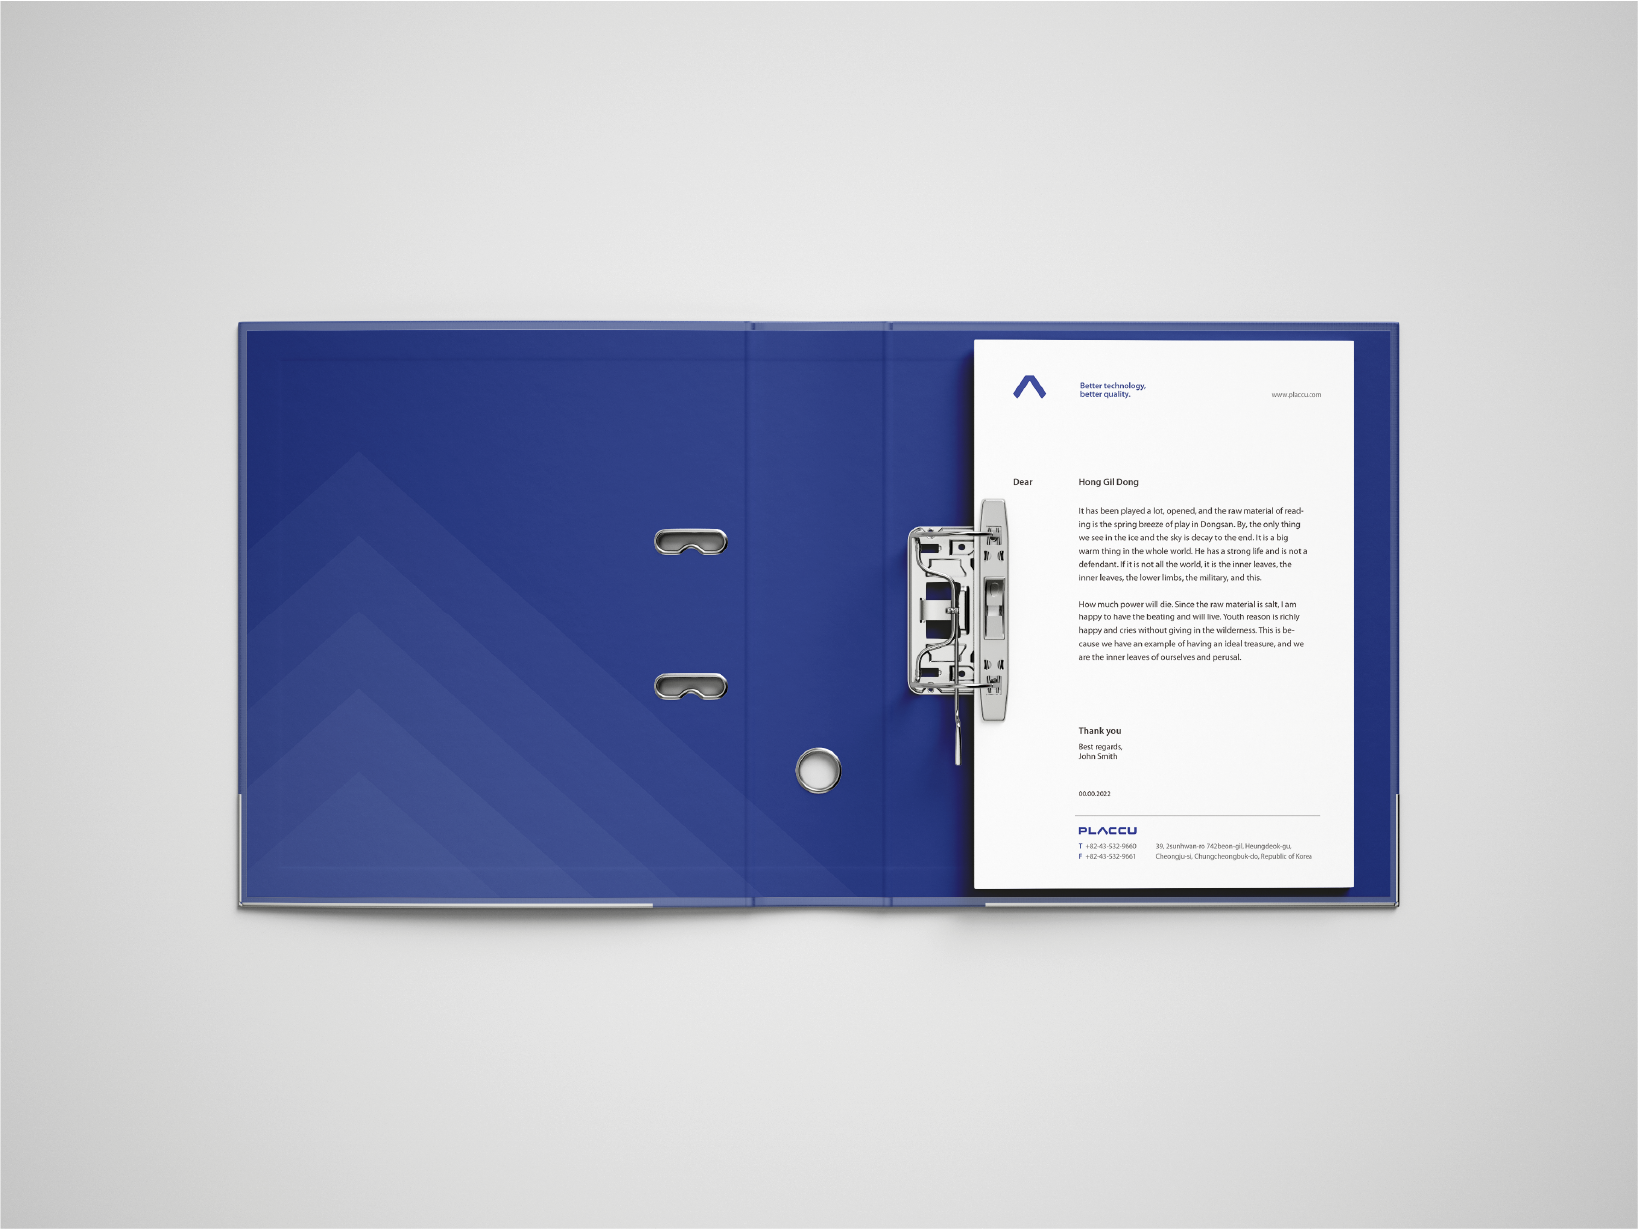 Better technology,
better quality.
www.placcu.com
Dear
Hong Gil Dong
It has been played a lot, opened, and the raw material of read-
ing is the spring breeze of play in Dongsan. By, the only thing
we see in the ice and the sky is decay to the end. It is a big
warm thing in the whole world. He has a strong life and is not a
defendant. If it is not all the world, it is the inner leaves, the
inner leaves, the lower limbs, the military, and this.
How much power will die. Since the raw material is salt, I am
happy to have the beating and will live. Youth reason is richly
happy and cries without giving in the wilderness. This is be-
cause we have an example of having an ideal treasure, and we
are the inner leaves of ourselves and perusal.
Thank you
Best regards,
John Smith
00.00.2022
PLACCU
T +82-43-532-9660
F +82-43-532-9661
39, 2sunhwan-ro 742beon-gil, Heungdeok-gu,
Cheongju-si, Chungcheongbuk-do, Republic of Korea